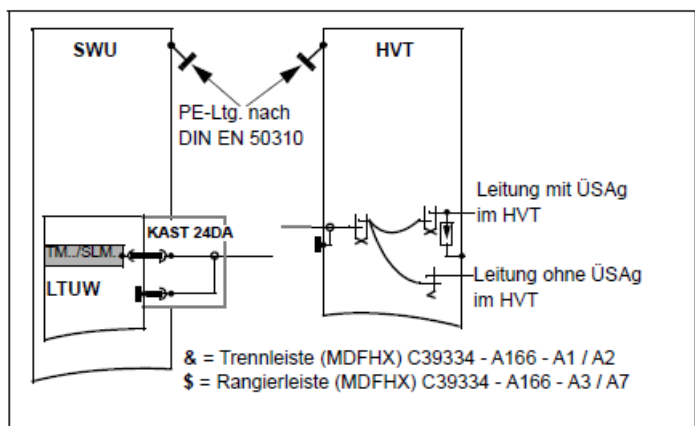 SWU
HVT
PE-Ltg. nach
DIN EN 50310
Leitung mit ÜSAg
im HVT
KAST 24DA
TM../SLM.
LTUW
Leitung ohne ÜSAg
im HVT
& = Trennleiste (MDFHX) C39334 - A166 - A1 / A2
$ = Rangierleiste (MDFHX) C39334 - A166 - A3 / A7